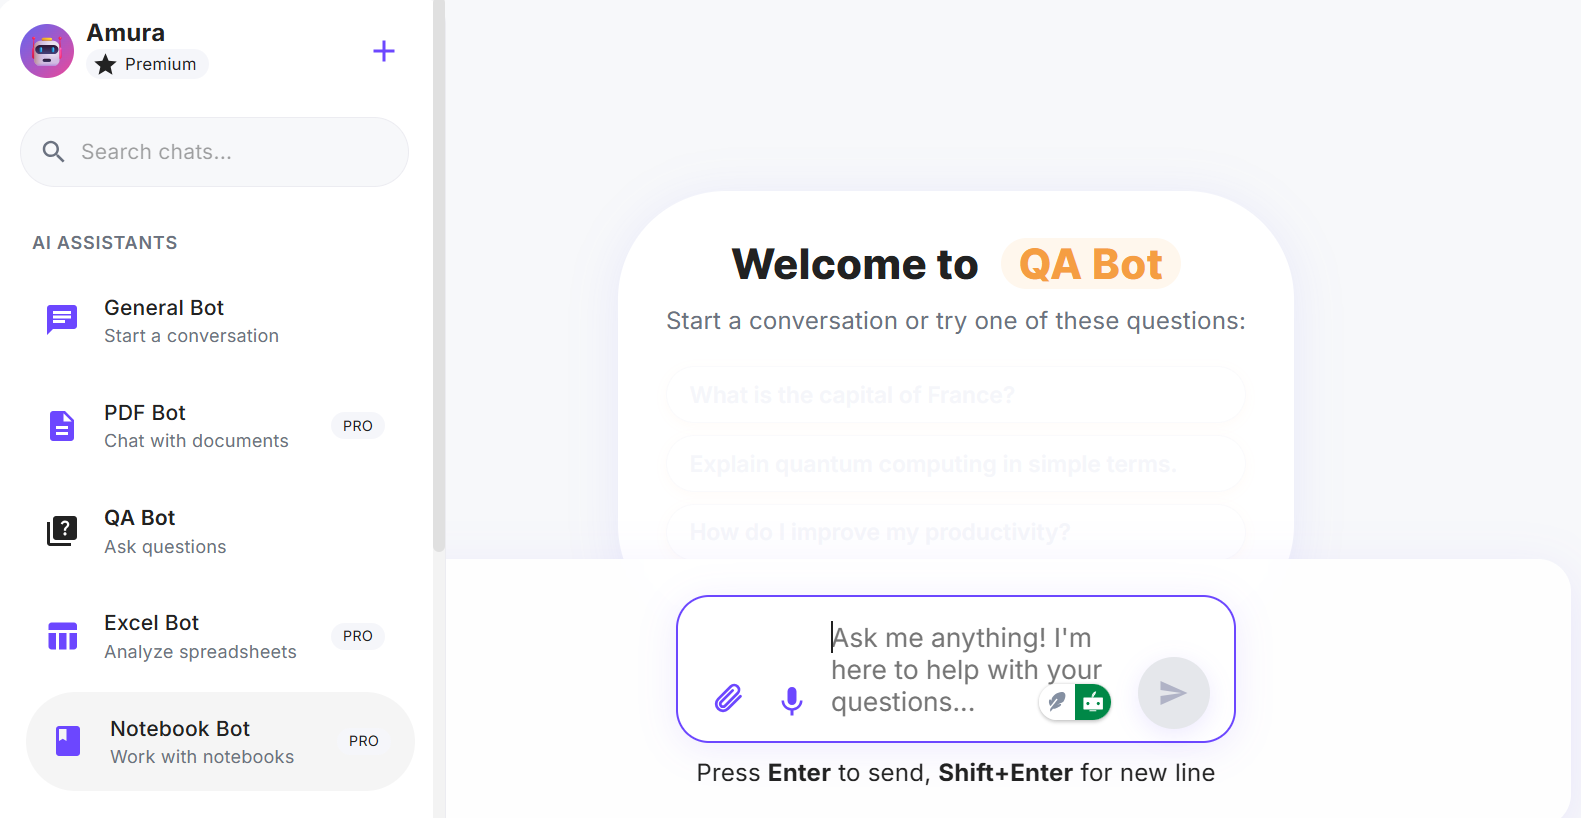 Amura
Premium
Search chats...
AI ASSISTANTS
General Bot
Start a conversation
PDF Bot
Chat with documents
PRO
QA Bot
Ask questions
Excel Bot
Analyze spreadsheets
PRO
Notebook Bot
Work with notebooks
PRO
Welcome to QA Bot
Start a conversation or try one of these questions:
What is the capital of France?
Explain quantum computing in simple terms.
How do I improve my productivity?
Ask me anything! I'm
here to help with your
questions...
Press Enter to send, Shift+Enter for new line